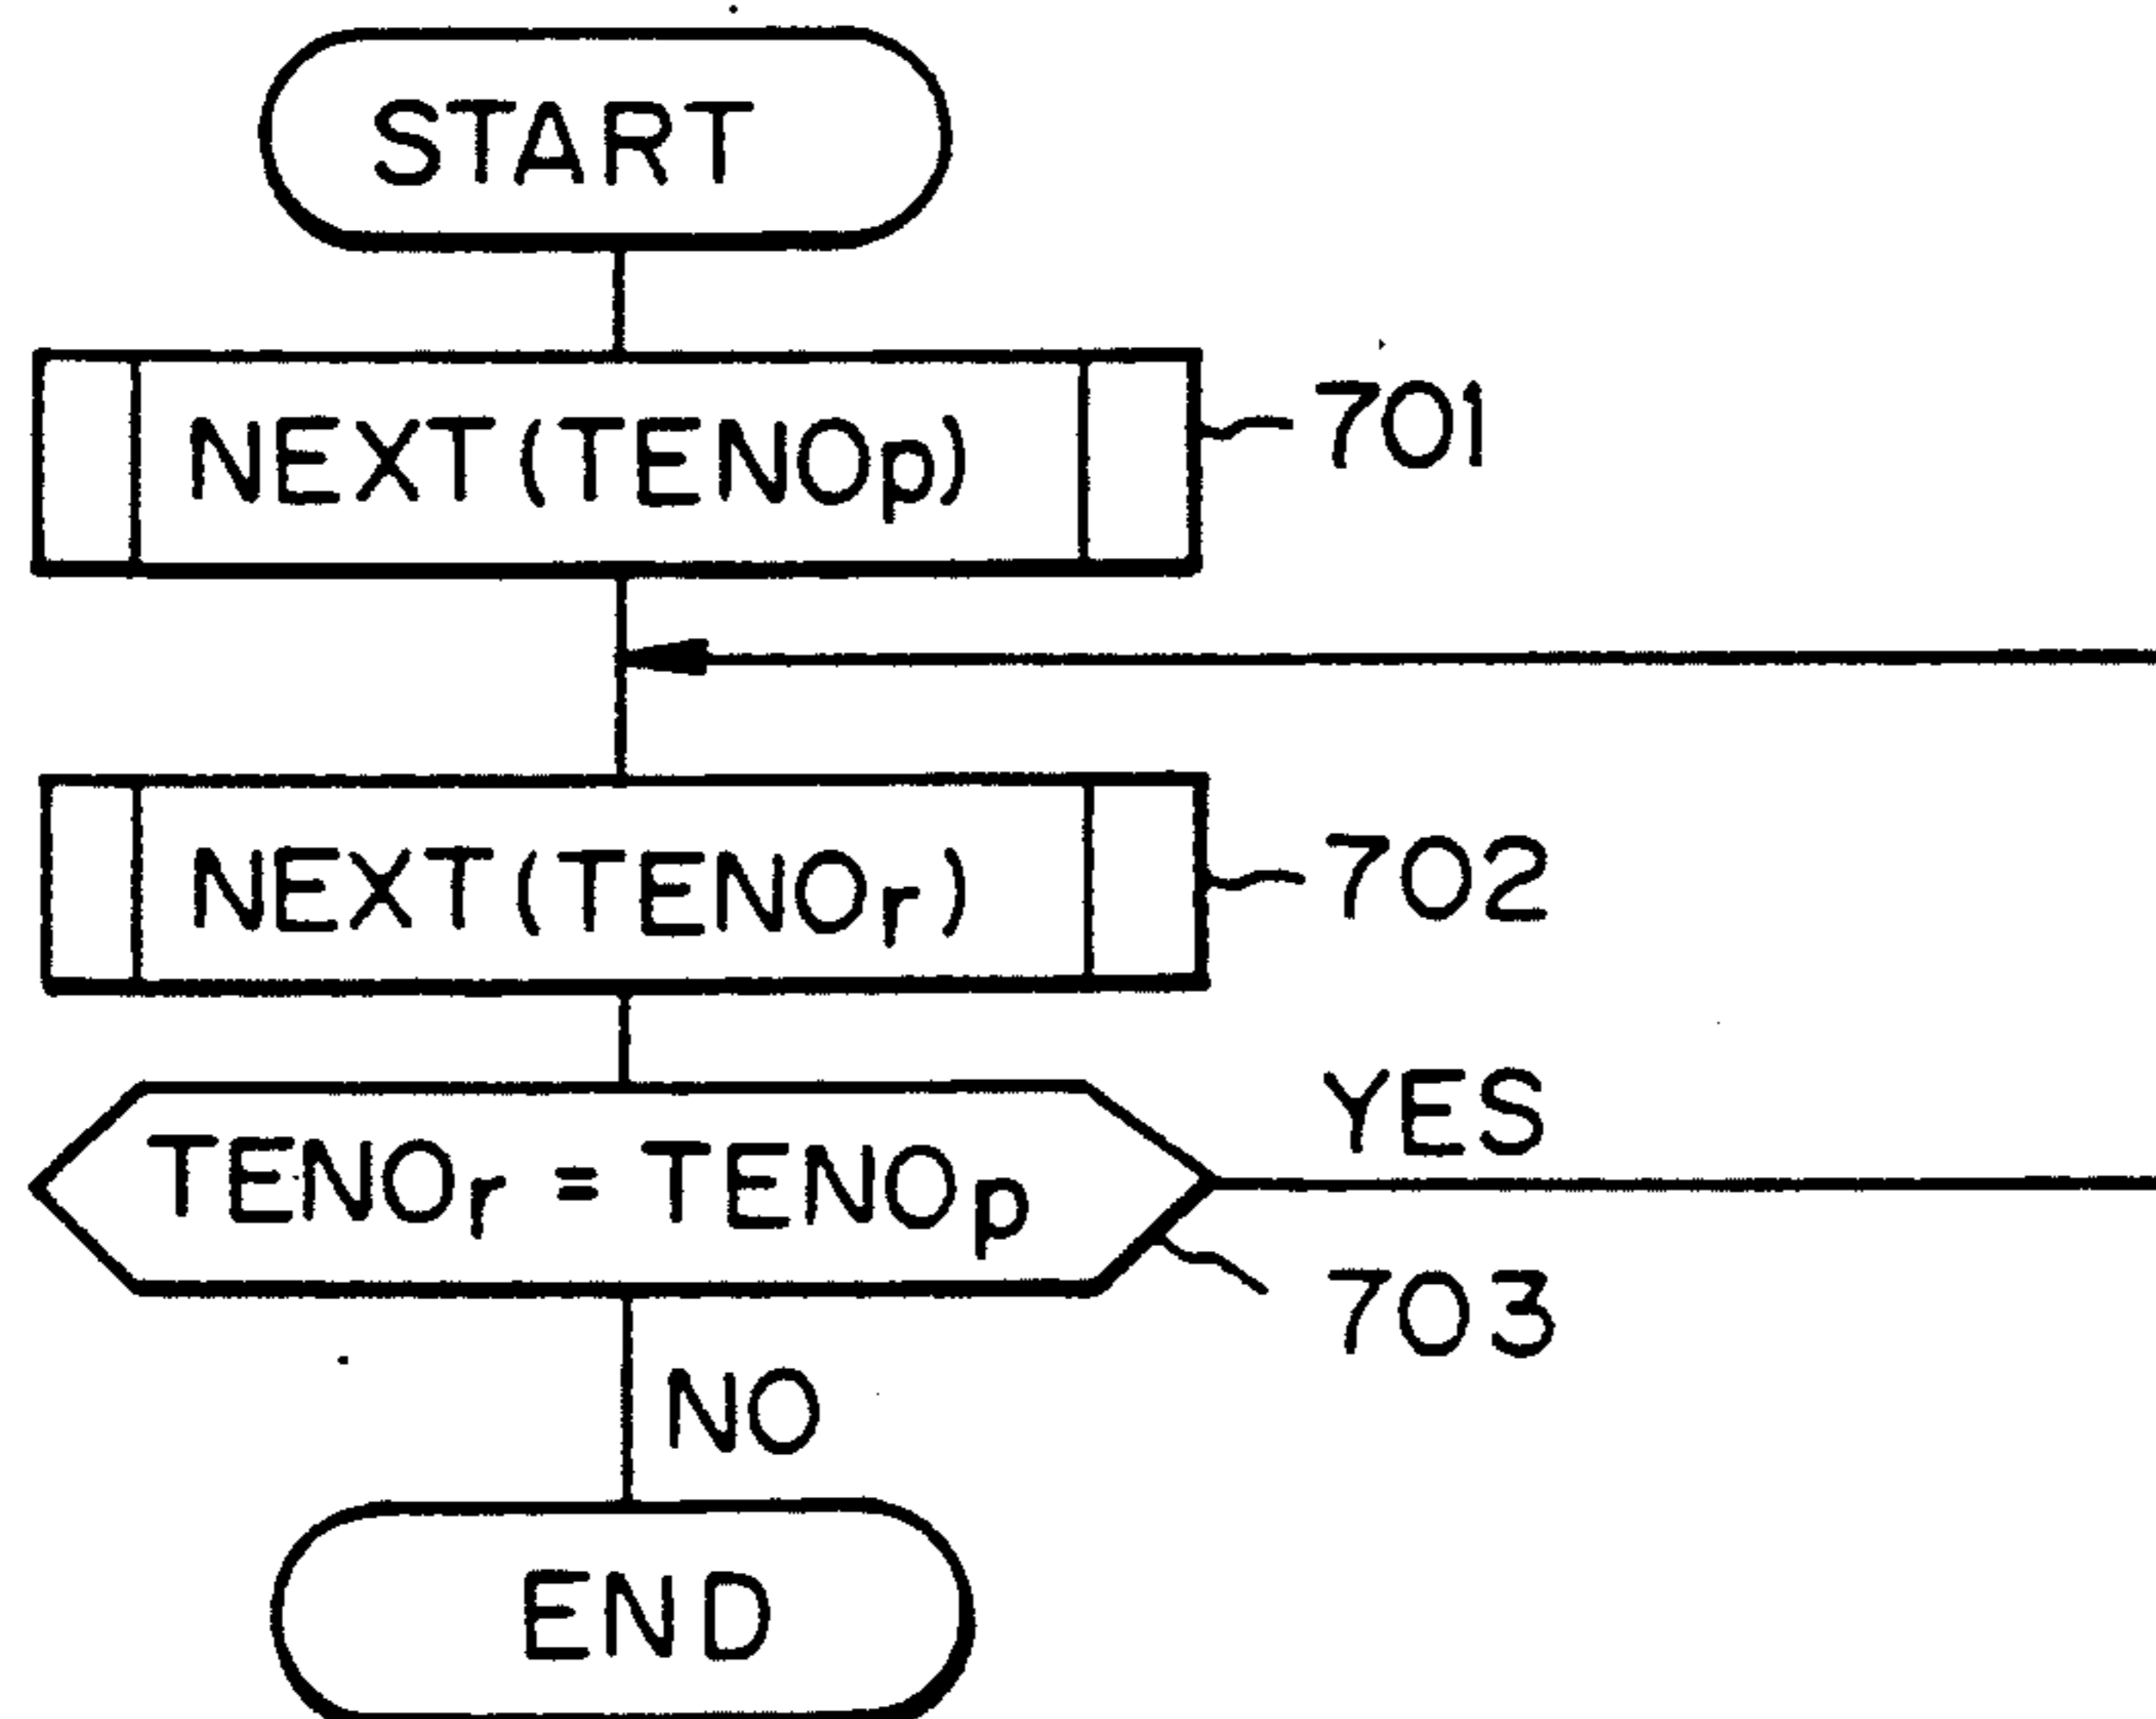 START
NEXT(TENOp)
701
NEXT(TENOr)
702
YES
TENOr = TENOp
703
NO
END